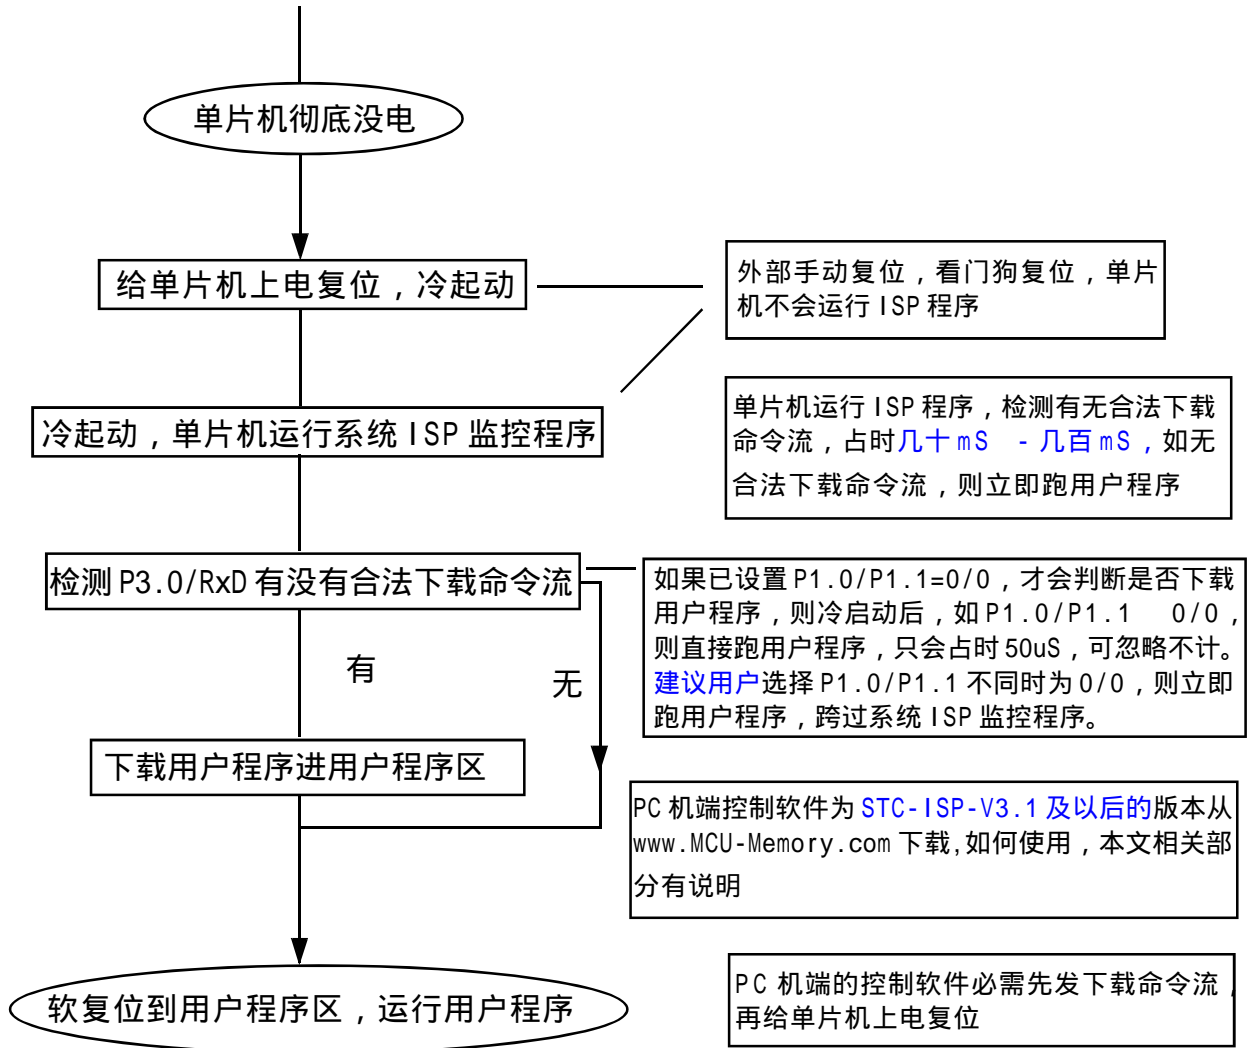 单片机彻底没电
给单片机上电复位，冷起动
外部手动复位，看门狗复位，单片
机不会运行 ISP 程序
冷起动，单片机运行系统 ISP 监控程序
单片机运行 ISP 程序，检测有无合法下载
命令流，占时几十 mS - 几百 mS，如无
合法下载命令流，则立即跑用户程序
检测 P3.0/RxD 有没有合法下载命令流
如果已设置 P1.0/P1.1=0/0，才会判断是否下载
用户程序，则冷启动后，如 P1.0/P1.1 0/0，
则直接跑用户程序，只会占时 50uS，可忽略不计。
建议用户选择 P1.0/P1.1 不同时为 0/0，则立即
跑用户程序，跨过系统 ISP 监控程序。
有
无
下载用户程序进用户程序区
PC 机端控制软件为 STC-ISP-V3.1 及以后的版本从
www.MCU-Memory.com 下载,如何使用，本文相关部
分有说明
软复位到用户程序区，运行用户程序
PC 机端的控制软件必需先发下载命令流，
再给单片机上电复位